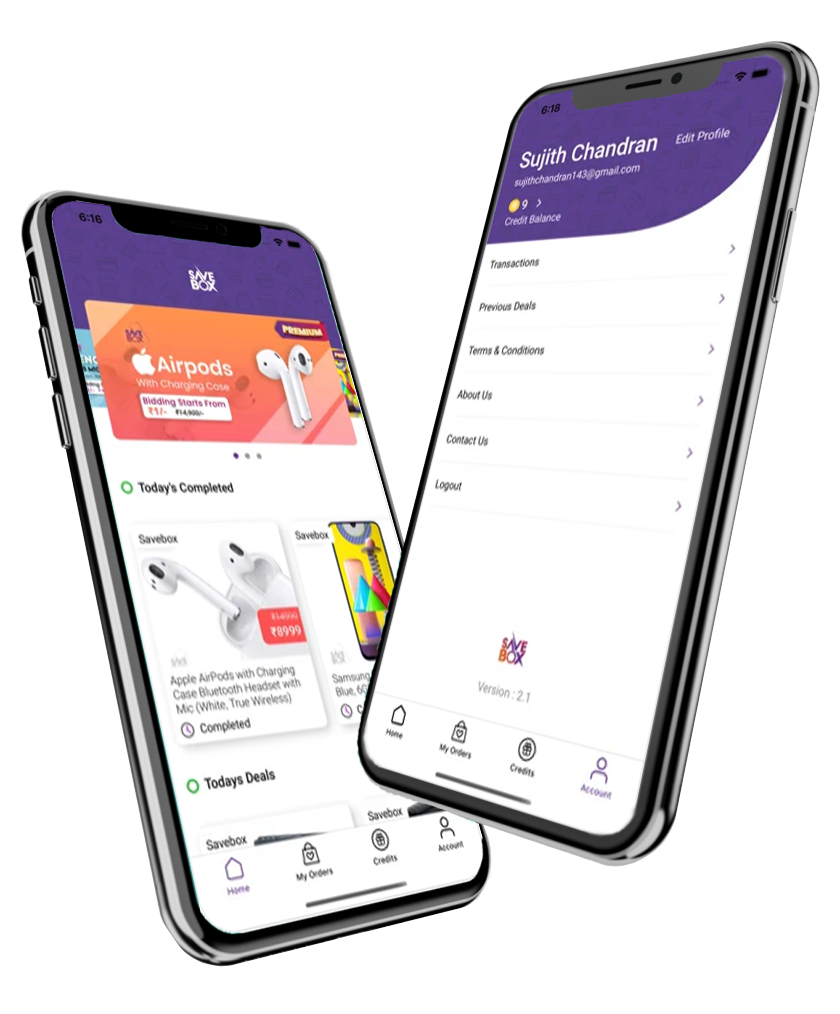 6:16
SAVE
BOX
PREMIUM
SAVE
BOX
Airpods
With Charging Case
Bidding Starts From
₹1/- ₹14,900/-
Today's Completed
Savebox
₹14900
₹8999
Apple AirPods with Charging
Case Bluetooth Headset with
Mic (White, True Wireless)
Completed
Savebox
Samsung
Blue, 6G
C
Todays Deals
Savebox
Savebox
Home
My Orders
Credits
Account
6:18
Sujith Chandran
Edit Profile
sujithchandran143@gmail.com
9
Credit Balance
Transactions
Previous Deals
Terms & Conditions
About Us
Contact Us
Logout
SAVE
BOX
Version : 2.1
Home
My Orders
Credits
Account